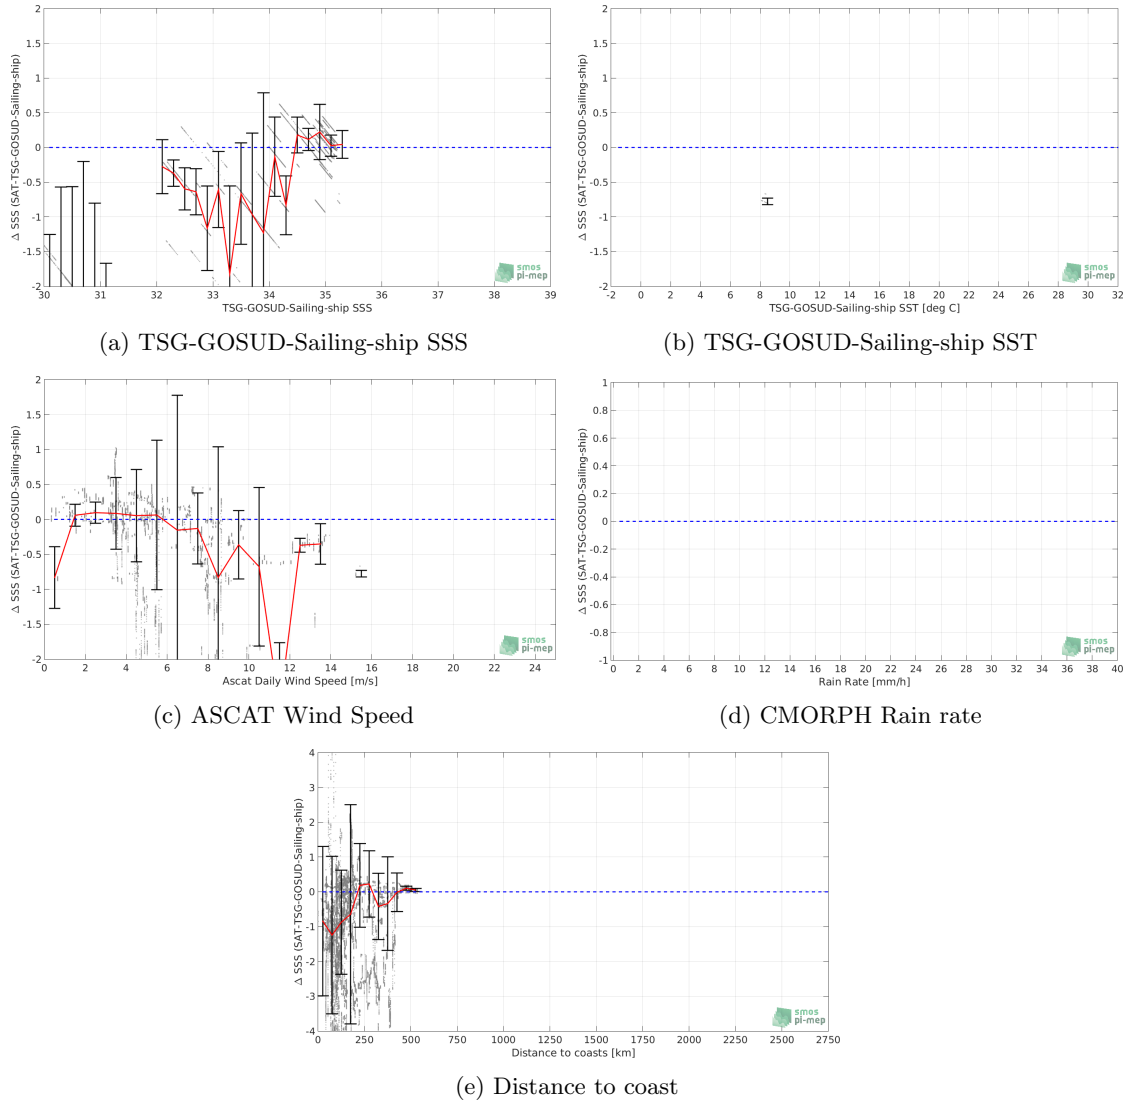 2
1.5
1
0.5
0
-0.5
-1
-1.5
-2
Δ SSS (SAT-TSG-GOSUD-Sailing-ship)
30 31 32 33 34 35 36 37 38 39
TSG-GOSUD-Sailing-ship SSS
smos
pi-mep
(a) TSG-GOSUD-Sailing-ship SSS
2
1.5
1
0.5
0
-0.5
-1
-1.5
-2
Δ SSS (SAT-TSG-GOSUD-Sailing-ship)
-2 0 2 4 6 8 10 12 14 16 18 20 22 24 26 28 30 32
TSG-GOSUD-Sailing-ship SST [deg C]
smos
pi-mep
(b) TSG-GOSUD-Sailing-ship SST
2
1.5
1
0.5
0
-0.5
-1
-1.5
-2
Δ SSS (SAT-TSG-GOSUD-Sailing-ship)
0 2 4 6 8 10 12 14 16 18 20 22 24
Ascat Daily Wind Speed [m/s]
smos
pi-mep
(c) ASCAT Wind Speed
1
0.8
0.6
0.4
0.2
0
-0.2
-0.4
-0.6
-0.8
-1
Δ SSS (SAT-TSG-GOSUD-Sailing-ship)
0 2 4 6 8 10 12 14 16 18 20 22 24 26 28 30 32 34 36 38 40
Rain Rate [mm/h]
smos
pi-mep
(d) CMORPH Rain rate
4
3
2
1
0
-1
-2
-3
-4
Δ SSS (SAT-TSG-GOSUD-Sailing-ship)
0 250 500 750 1000 1250 1500 1750 2000 2250 2500 2750
Distance to coasts [km]
smos
pi-mep
(e) Distance to coast